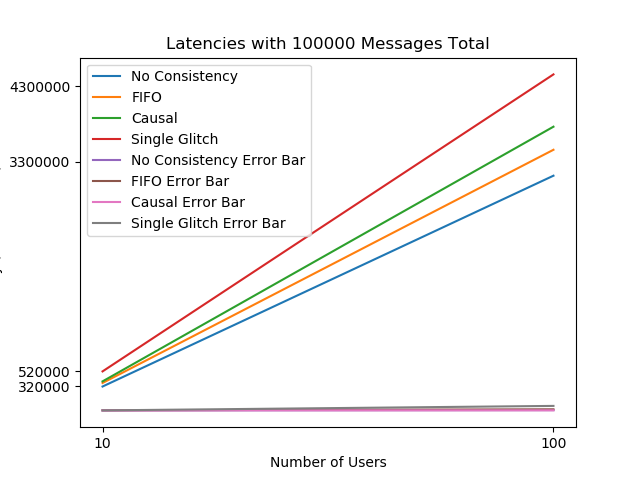 Latencies with 100000 Messages Total
4300000
3300000
520000
320000
No Consistency
FIFO
Causal
Single Glitch
No Consistency Error Bar
FIFO Error Bar
Causal Error Bar
Single Glitch Error Bar
10
100
Number of Users